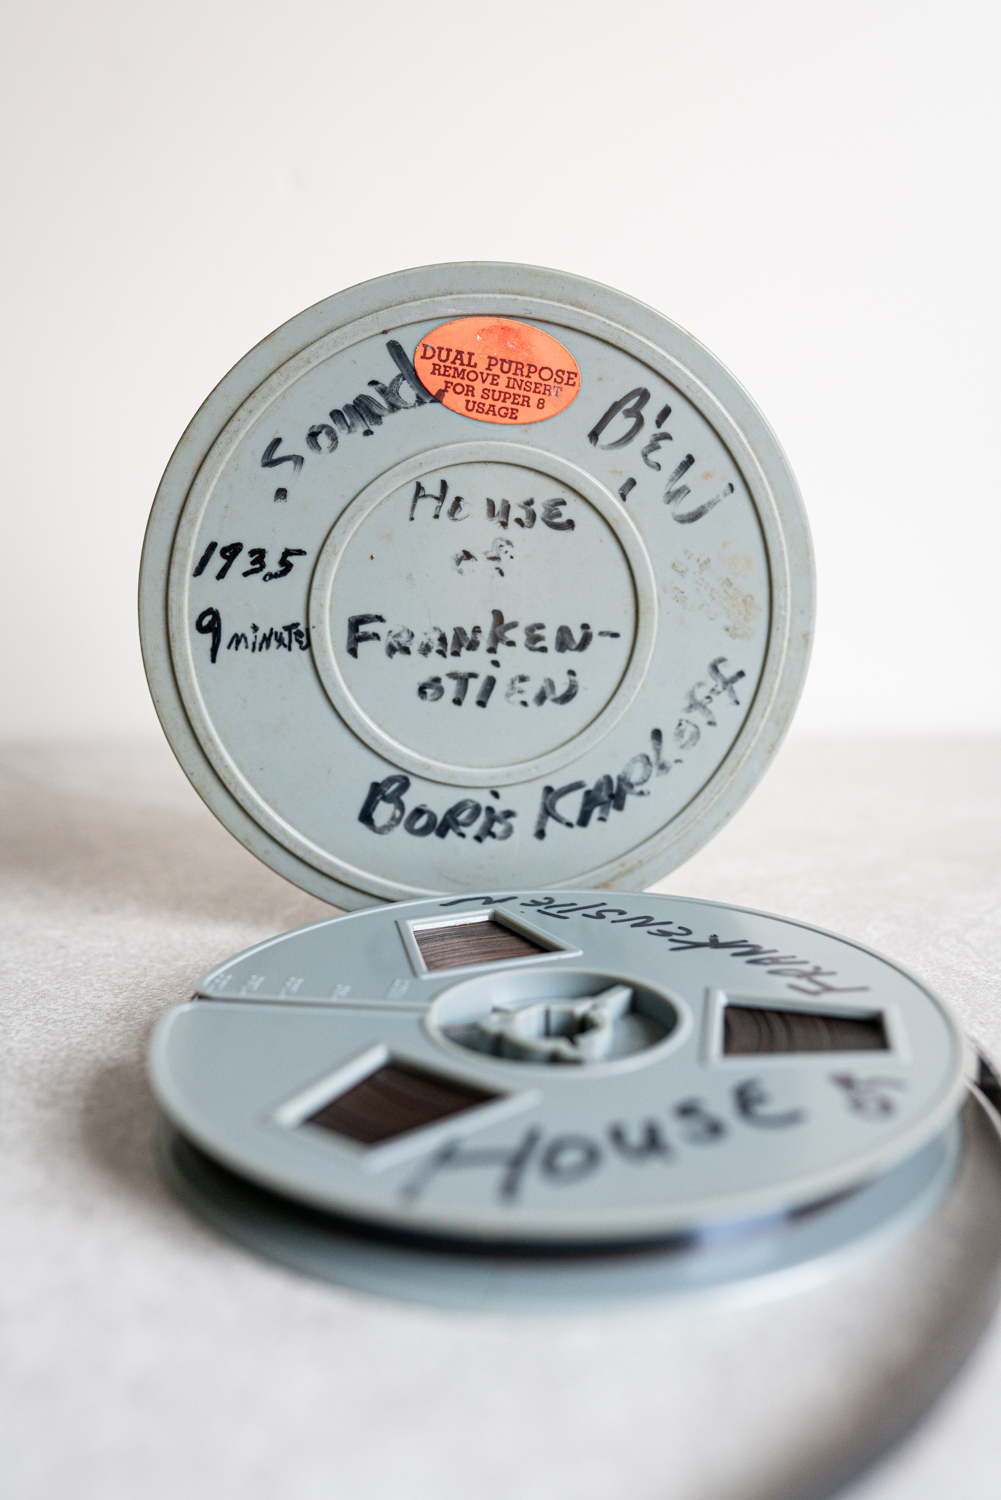 DUAL PURPOSE
REMOVE INSERT
FOR SUPER 8
USAGE
Sound
B&W
1935
9 minutes
House
of
FRANKEN-
STIEN
BORIS KARLOFF
FRANKENSTIEN
HOUSE